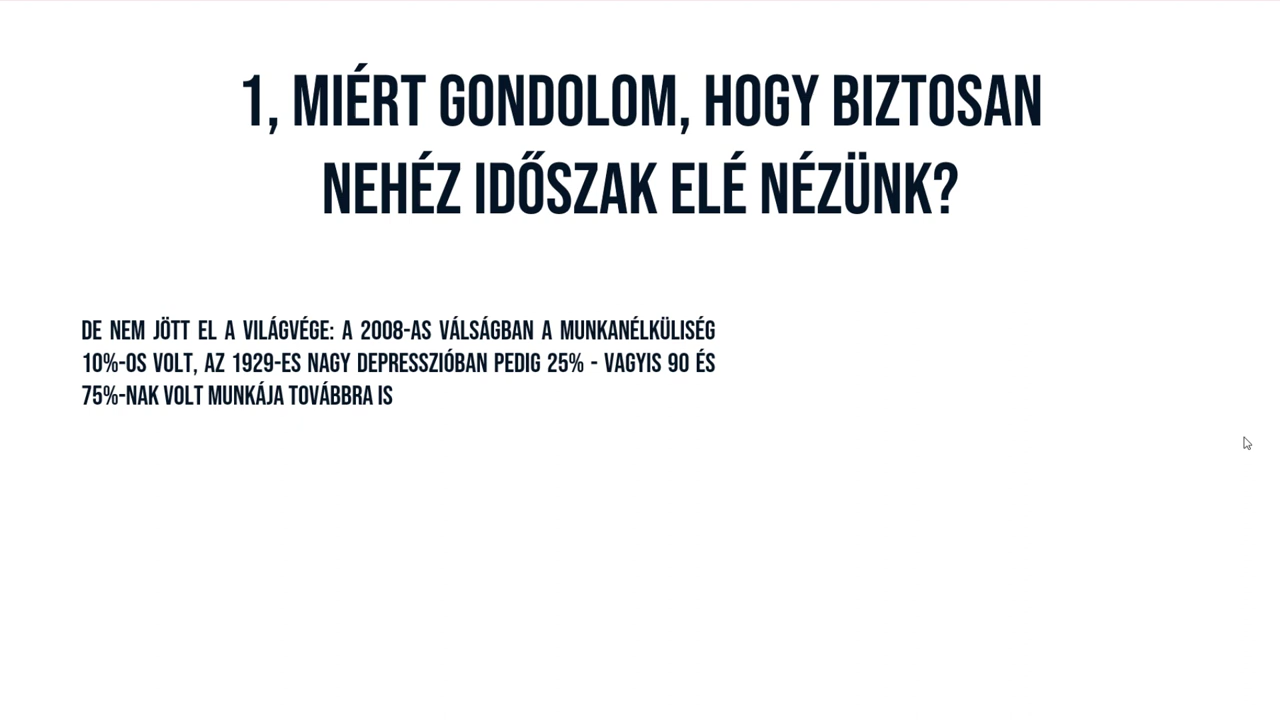 1, MIÉRT GONDOLOM, HOGY BIZTOSAN
NEHÉZ IDŐSZAK ELÉ NÉZÜNK?
DE NEM JÖTT EL A VILÁGVÉGE: A 2008-AS VÁLSÁGBAN A MUNKANÉLKÜLISÉG
10%-OS VOLT, AZ 1929-ES NAGY DEPRESSZIÓBAN PEDIG 25% - VAGYIS 90 ÉS
75%-NAK VOLT MUNKÁJA TOVÁBBRA IS